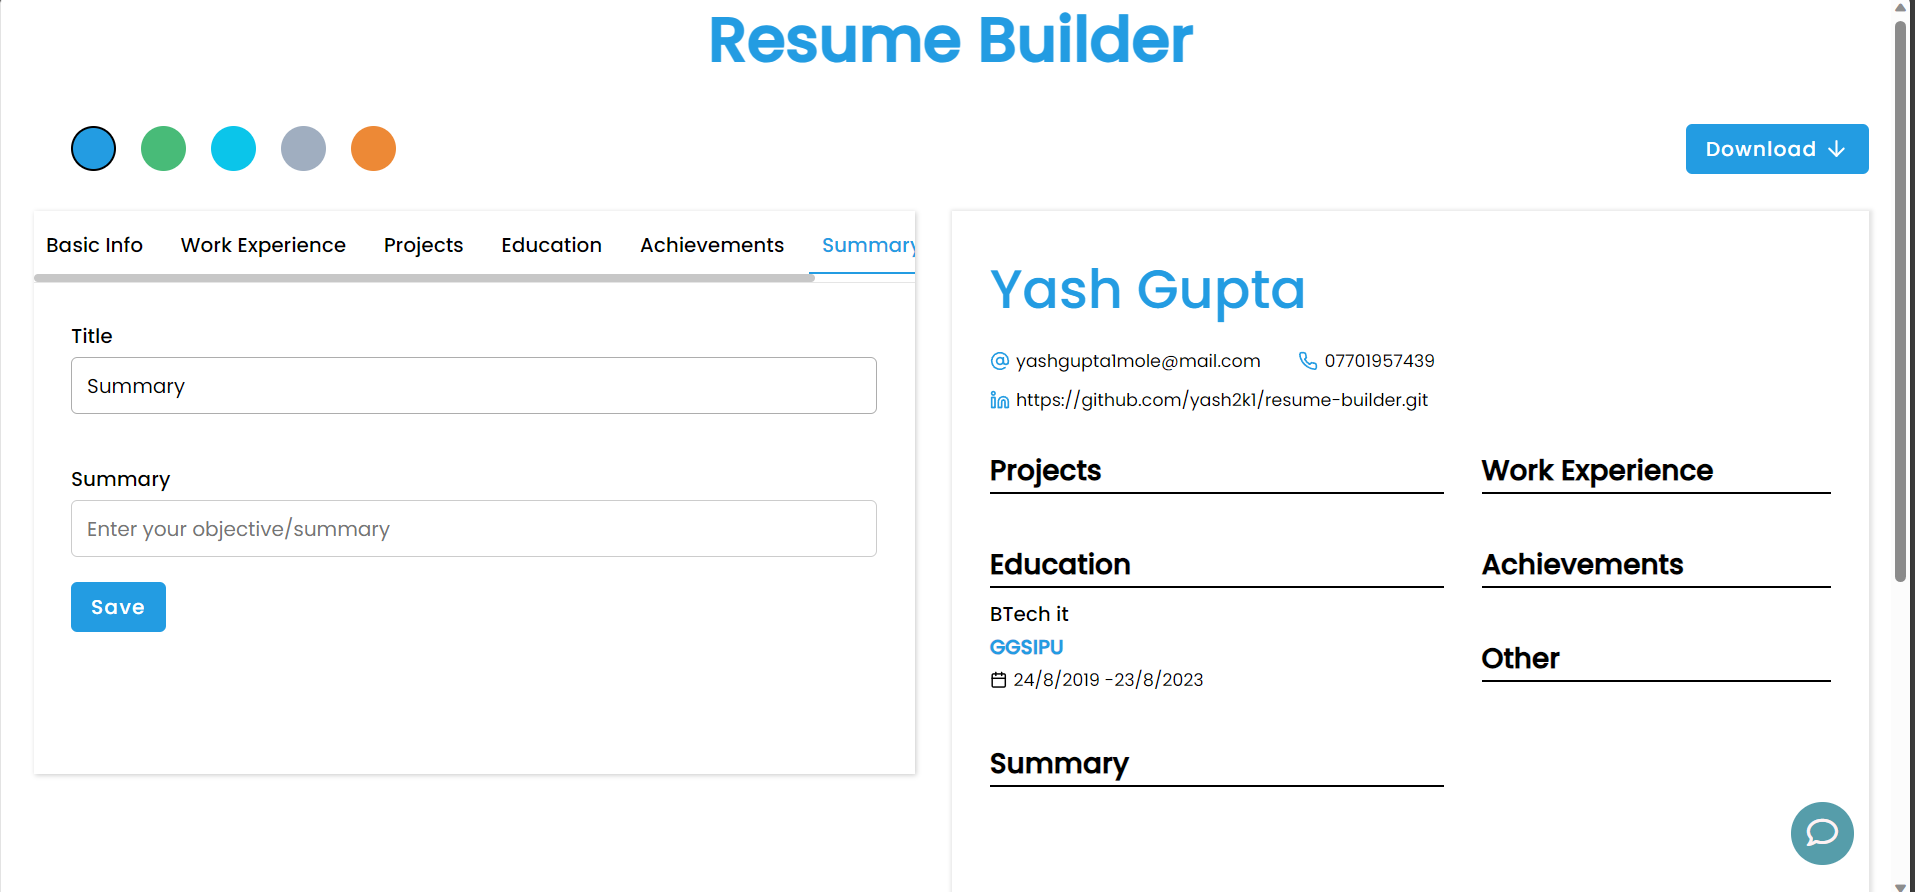 Resume Builder
Download
Basic Info Work Experience Projects Education Achievements Summary
Title
Summary
Summary
Enter your objective/summary
Save
Yash Gupta
yashgupta1mole@mail.com 07701957439
https://github.com/yash2k1/resume-builder.git
Projects
Work Experience
Education
BTech it
GGSIPU
24/8/2019 -23/8/2023
Achievements
Other
Summary